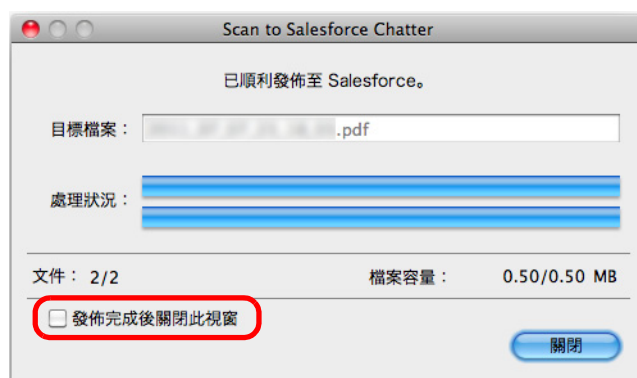 Scan to Salesforce Chatter
已順利發佈至 Salesforce。
目標檔案： .pdf
處理狀況：
文件： 2/2 檔案容量： 0.50/0.50 MB
發佈完成後關閉此視窗
關閉